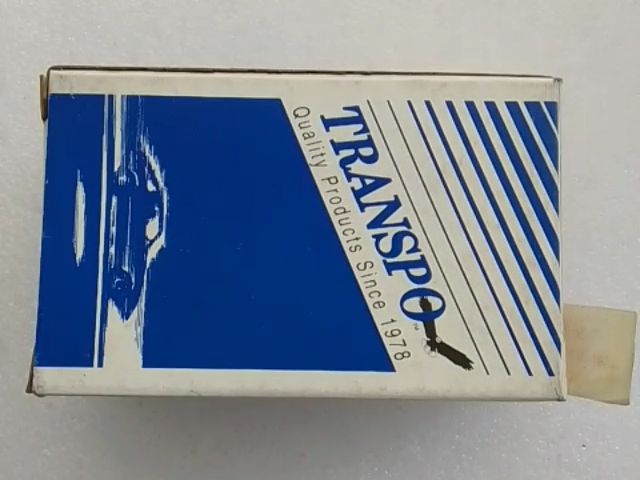 TRANSPO™
Quality Products Since 1978